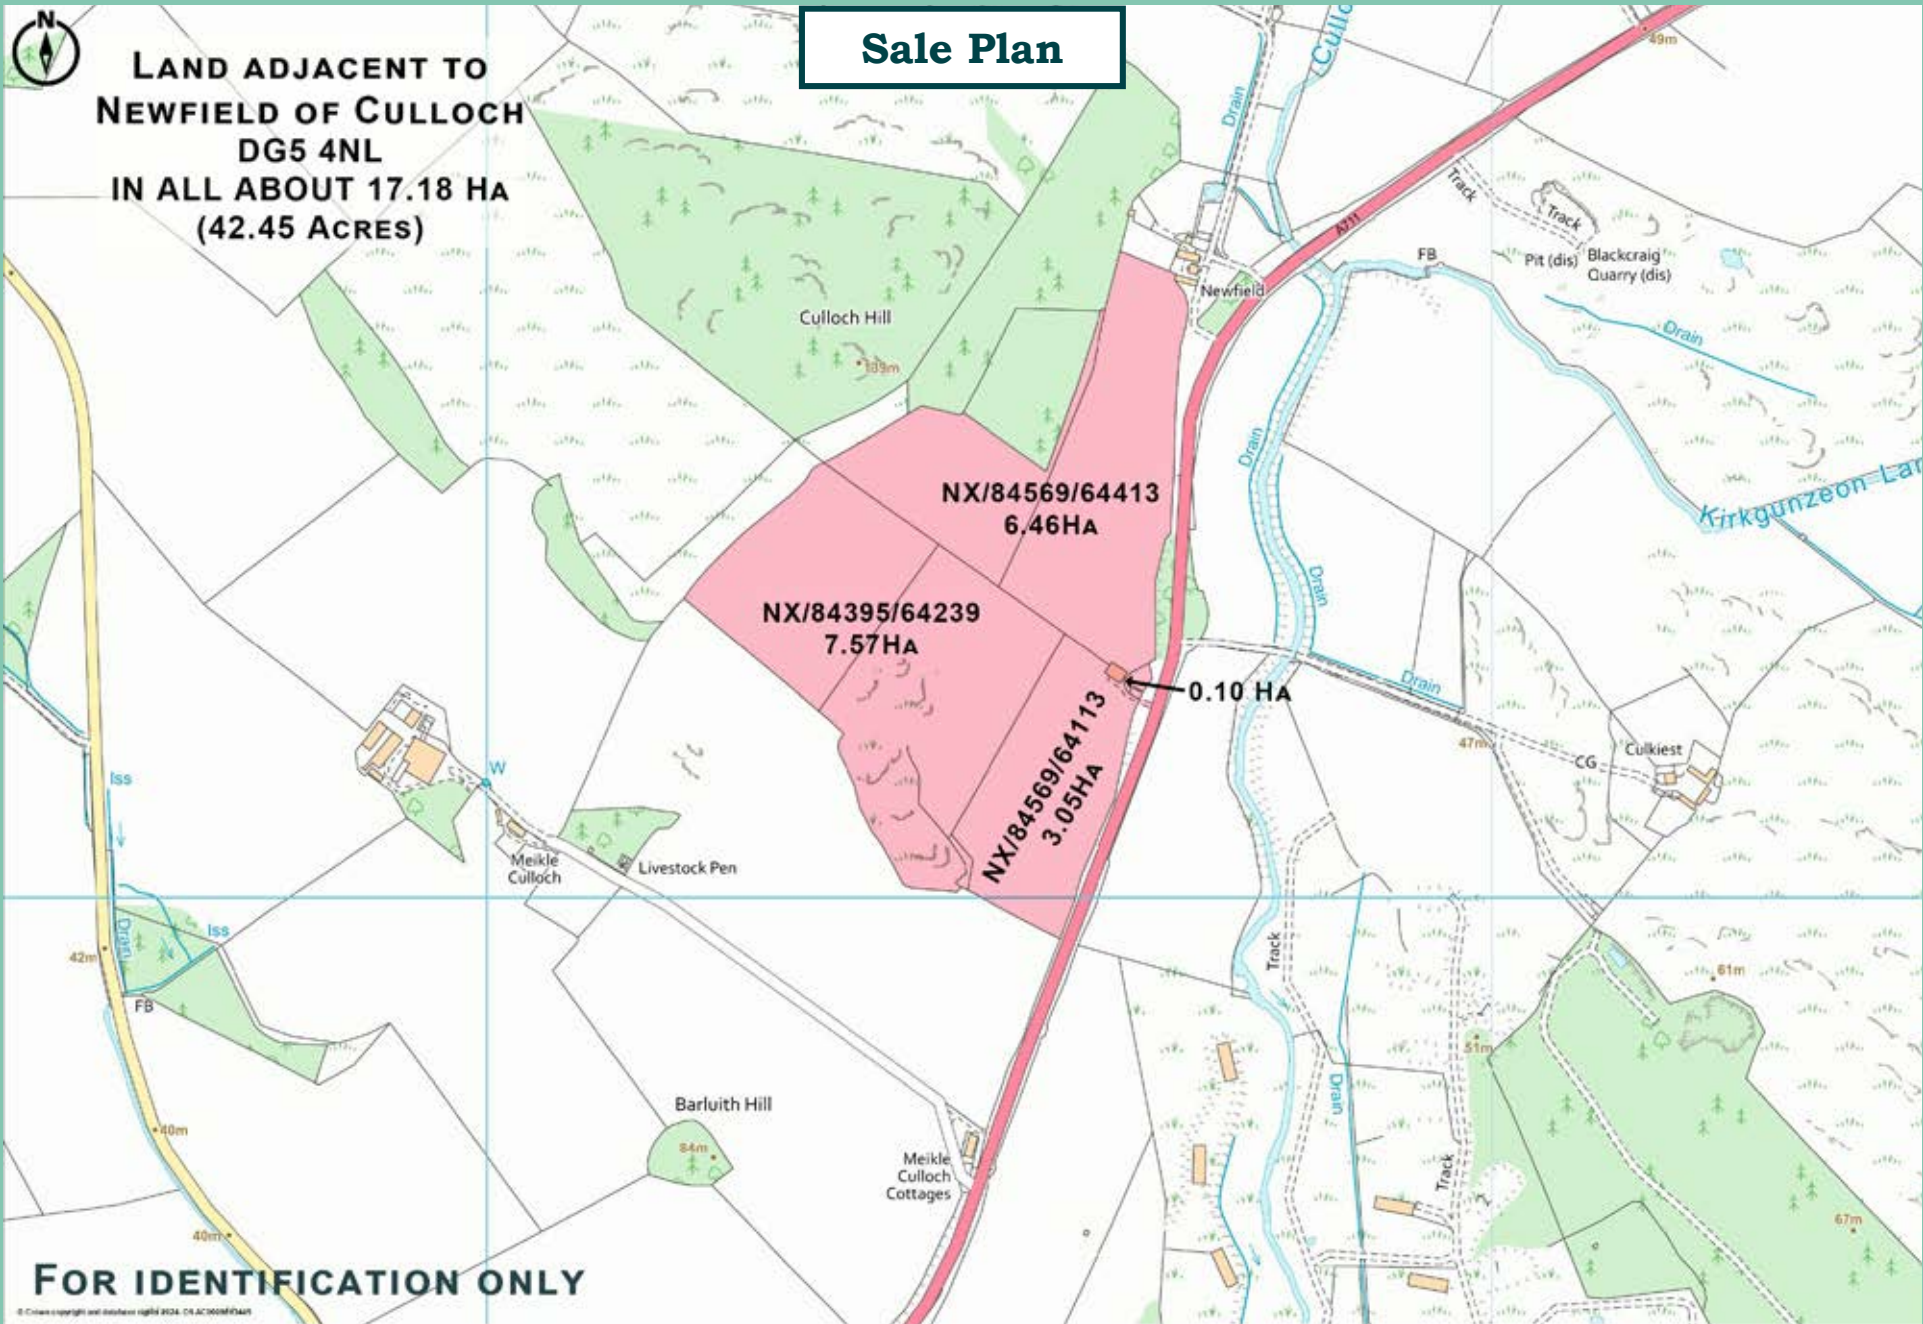 N
Sale Plan
LAND ADJACENT TO
NEWFIELD OF CULLOCH
DG5 4NL
IN ALL ABOUT 17.18 HA
(42.45 ACRES)
Drain
Cullo
49m
A711
Track
Track
Pit (dis)
Blackcraig
Quarry (dis)
FB
Drain
Newfield
Culloch Hill
139m
Drain
Kirkgunzeon Lan
NX/84569/64413
6.46HA
NX/84395/64239
7.57HA
Drain
0.10 HA
NX/84569/64113
3.05HA
Drain
47m
CG
Culkiest
W
Iss
Meikle
Culloch
Livestock Pen
Drain
Iss
42m
FB
Track
61m
51m
Drain
Barluith Hill
84m
40m
Meikle
Culloch
Cottages
Track
67m
40m
FOR IDENTIFICATION ONLY